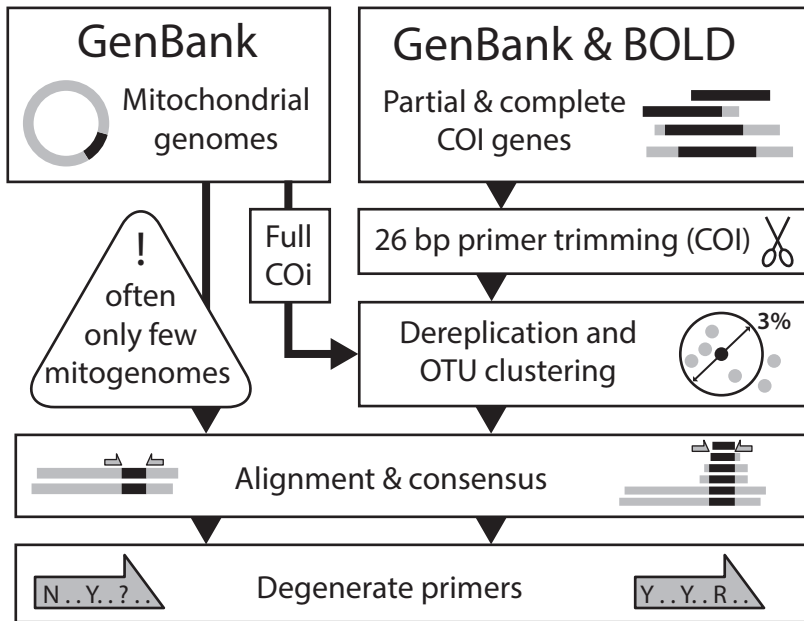 GenBank
Mitochondrial
genomes
GenBank & BOLD
Partial & complete
COI genes
!
often
only few
mitogenomes
Full
COi
26 bp primer trimming (COI)
Dereplication and
OTU clustering
3%
Alignment & consensus
N . . Y. . ? . .
Degenerate primers
Y . . Y. . R . .